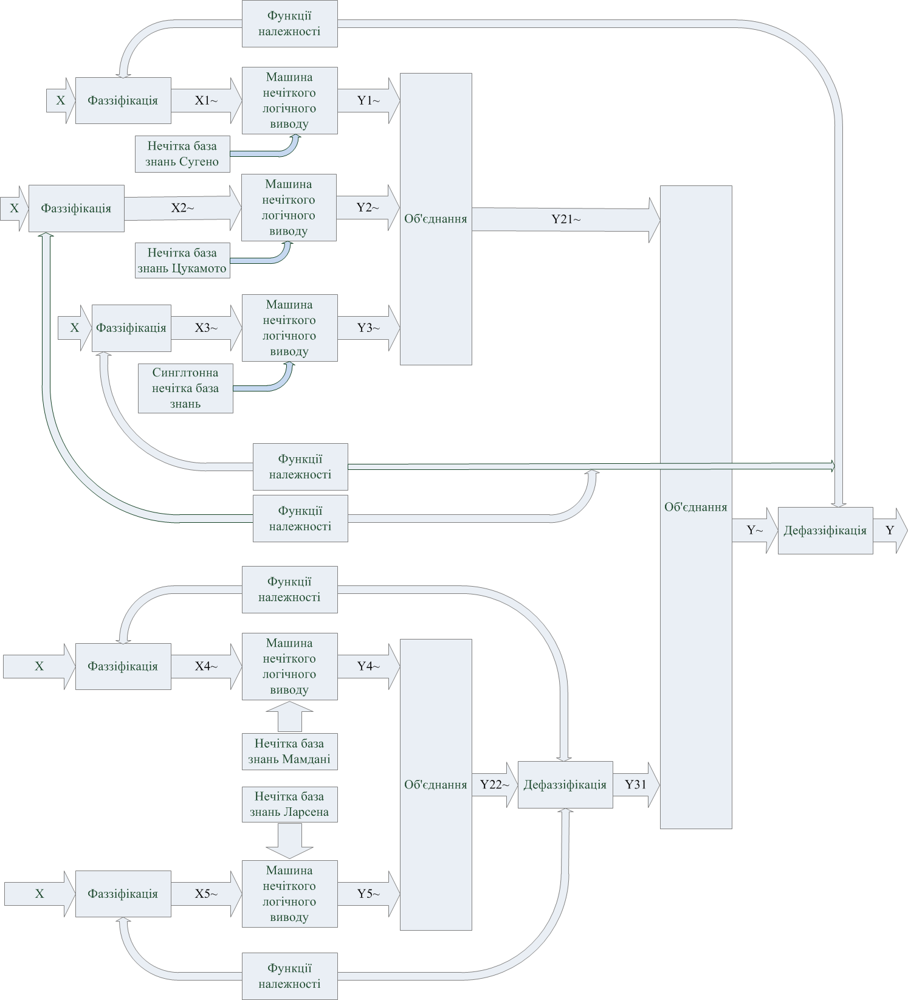 Функції
належності
X
Фаззіфікація
X1~
Машина
нечіткого
логічного
виводу
Y1~
Нечітка база
знань Сугено
X
Фаззіфікація
X2~
Машина
нечіткого
логічного
виводу
Y2~
Об'єднання
Y21~
Нечітка база
знань Цукамото
X
Фаззіфікація
X3~
Машина
нечіткого
логічного
виводу
Y3~
Синглтонна
нечітка база
знань
Функції
належності
Функції
належності
Об'єднання
Y~
Дефаззіфікація
Y
Функції
належності
X
Фаззіфікація
X4~
Машина
нечіткого
логічного
виводу
Y4~
Нечітка база
знань Мамдані
Об'єднання
Y22~
Дефаззіфікація
Y31
Нечітка база
знань Ларсена
X
Фаззіфікація
X5~
Машина
нечіткого
логічного
виводу
Y5~
Функції
належності